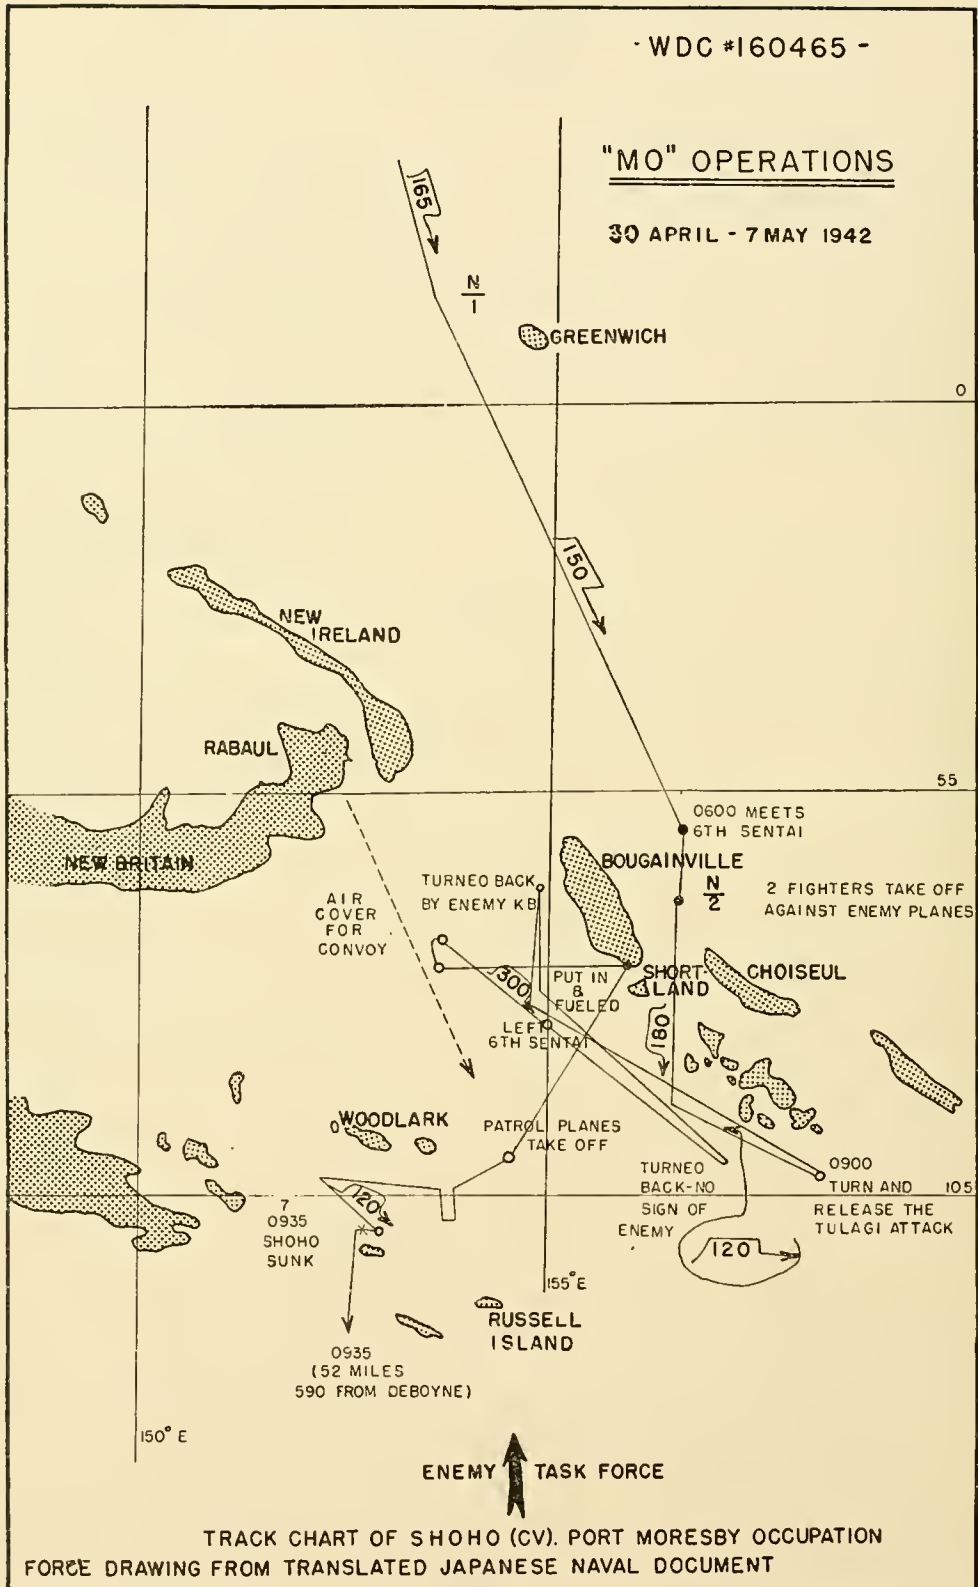 - WDC #160465 -
"MO" OPERATIONS
30 APRIL - 7 MAY 1942
165
N
1
GREENWICH
0
150
NEW
IRELAND
RABAUL
55
0600 MEETS
6TH SENTAI
NEW BRITAIN
BOUGAINVILLE
N
2
2 FIGHTERS TAKE OFF
AGAINST ENEMY PLANES
TURNEO BACK
BY ENEMY KB
AIR
COVER
FOR
CONVOY
300
PUT IN
&
FUELED
SHORT-
LAND
CHOISEUL
LEFT
6TH SENTAI
180
WOODLARK
PATROL PLANES
TAKE OFF
TURNEO
BACK-NO
SIGN OF
ENEMY
0900
TURN AND
RELEASE THE
TULAGI ATTACK
105
120
7
0935
SHOHO
SUNK
120
155° E
RUSSELL
ISLAND
0935
(52 MILES
590 FROM DEBOYNE)
150° E
ENEMY TASK FORCE
TRACK CHART OF SHOHO (CV). PORT MORESBY OCCUPATION
FORCE DRAWING FROM TRANSLATED JAPANESE NAVAL DOCUMENT